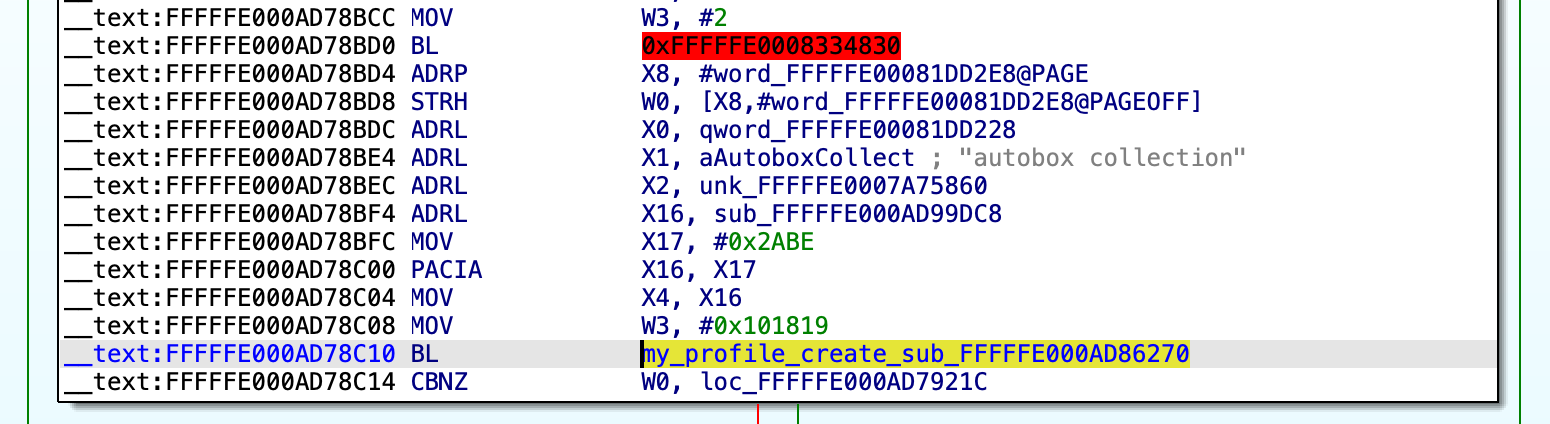 __text:FFFFFE000AD78BCC MOV W3, #2
__text:FFFFFE000AD78BD0 BL 0xFFFFFE0008334830
__text:FFFFFE000AD78BD4 ADRP X8, #word_FFFFFE00081DD2E8@PAGE
__text:FFFFFE000AD78BD8 STRH W0, [X8,#word_FFFFFE00081DD2E8@PAGEOFF]
__text:FFFFFE000AD78BDC ADRL X0, qword_FFFFFE00081DD228
__text:FFFFFE000AD78BE4 ADRL X1, aAutoboxCollect ; "autobox collection"
__text:FFFFFE000AD78BEC ADRL X2, unk_FFFFFE0007A75860
__text:FFFFFE000AD78BF4 ADRL X16, sub_FFFFFE000AD99DC8
__text:FFFFFE000AD78BFC MOV X17, #0x2ABE
__text:FFFFFE000AD78C00 PACIA X16, X17
__text:FFFFFE000AD78C04 MOV X4, X16
__text:FFFFFE000AD78C08 MOV W3, #0x101819
__text:FFFFFE000AD78C10 BL my_profile_create_sub_FFFFFE000AD86270
__text:FFFFFE000AD78C14 CBNZ W0, loc_FFFFFE000AD7921C